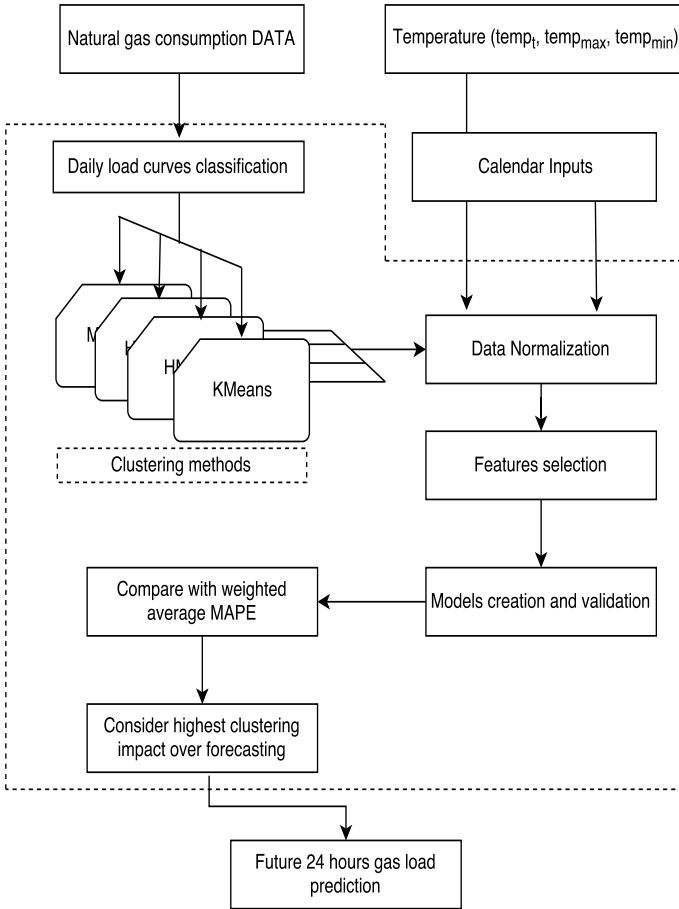 Natural gas consumption DATA
Temperature (temp_t, temp_max, temp_min)
Daily load curves classification
Calendar Inputs
KMeans
Data Normalization
Clustering methods
Features selection
Compare with weighted
average MAPE
Models creation and validation
Consider highest clustering
impact over forecasting
Future 24 hours gas load
prediction